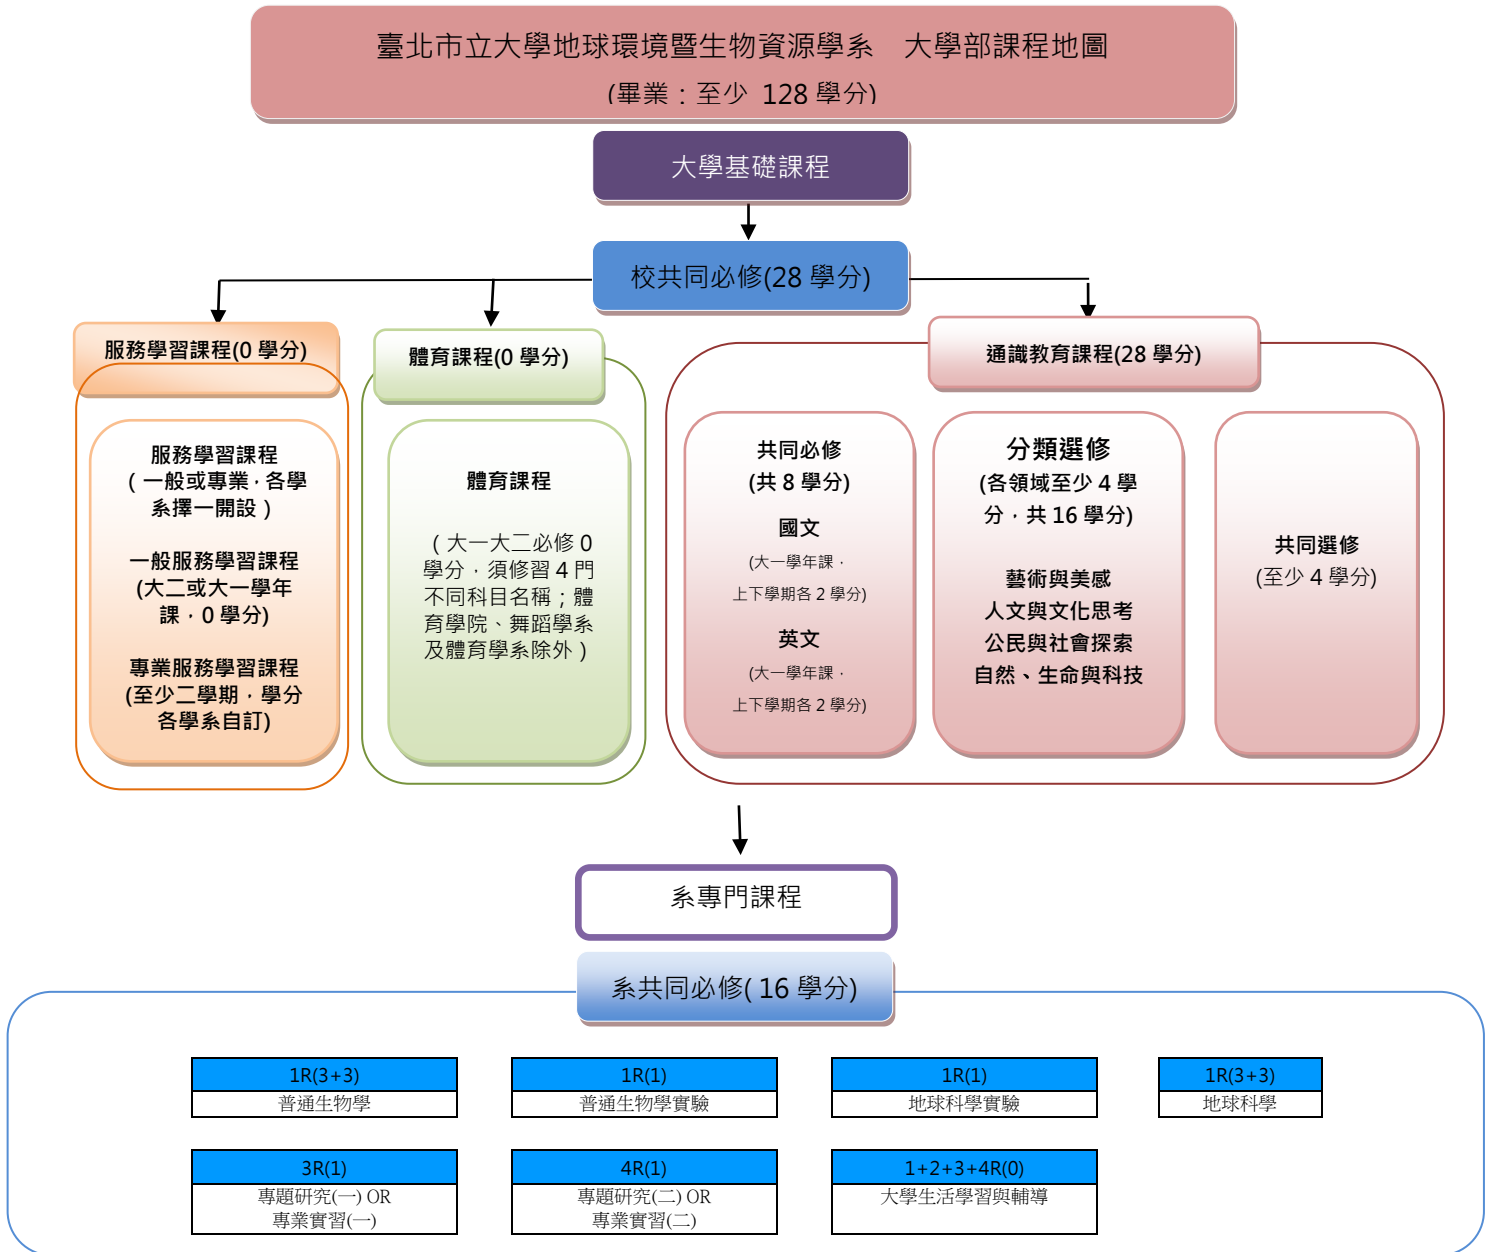 臺北市立大學地球環境暨生物資源學系　大學部課程地圖
(畢業：至少 128 學分)
大學基礎課程
校共同必修(28 學分)
服務學習課程(0 學分)
體育課程(0 學分)
通識教育課程(28 學分)
服務學習課程
(一般或專業，各學
系擇一開設)
一般服務學習課程
(大二或大一學年
課，0 學分)
專業服務學習課程
(至少二學期，學分
各學系自訂)
體育課程
(大一大二必修 0
學分，須修習 4 門
不同科目名稱；體
育學院、舞蹈學系
及體育學系除外)
共同必修
(共 8 學分)
國文
(大一學年課，
上下學期各 2 學分)
英文
(大一學年課，
上下學期各 2 學分)
分類選修
(各領域至少 4 學
分，共 16 學分)
藝術與美感
人文與文化思考
公民與社會探索
自然、生命與科技
共同選修
(至少 4 學分)
系專門課程
系共同必修( 16 學分)
1R(3+3)
普通生物學
1R(1)
普通生物學實驗
1R(1)
地球科學實驗
1R(3+3)
地球科學
3R(1)
專題研究(一) OR
專業實習(一)
4R(1)
專題研究(二) OR
專業實習(二)
1+2+3+4R(0)
大學生活學習與輔導